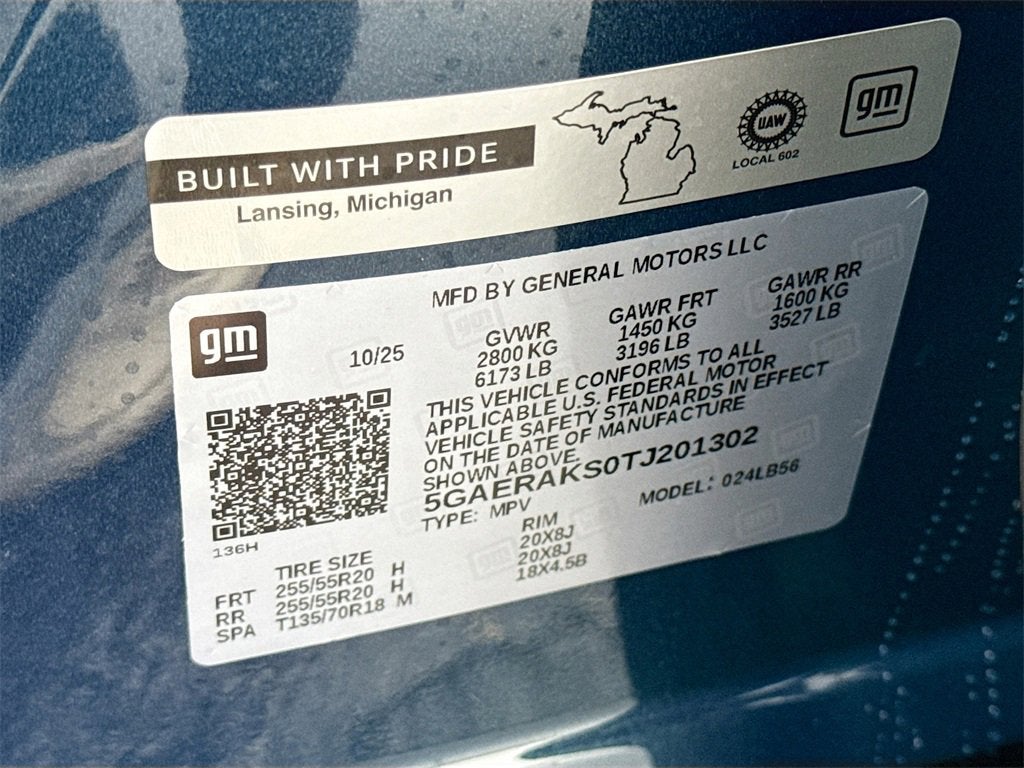 BUILT WITH PRIDE
Lansing, Michigan
UAW
LOCAL 602
gm
gm
MFD BY GENERAL MOTORS LLC
10/25
GVWR GAWR FRT GAWR RR
2800 KG 1450 KG 1600 KG
6173 LB 3196 LB 3527 LB
THIS VEHICLE CONFORMS TO ALL
APPLICABLE U.S. FEDERAL MOTOR
VEHICLE SAFETY STANDARDS IN EFFECT
ON THE DATE OF MANUFACTURE
SHOWN ABOVE.
5GAERAKS0TJ201302
TYPE: MPV MODEL: 024LB56
136H
TIRE SIZE RIM
FRT 255/55R20 H 20X8J
RR 255/55R20 H 20X8J
SPA T135/70R18 M 18X4.5B